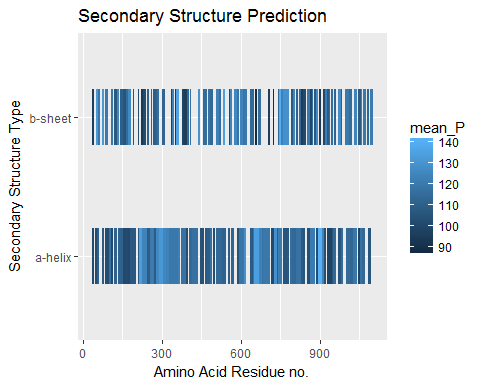 Secondary Structure Prediction
Secondary Structure Type
b-sheet
a-helix
0 300 600 900
Amino Acid Residue no.
mean_P
140
130
120
110
100
90